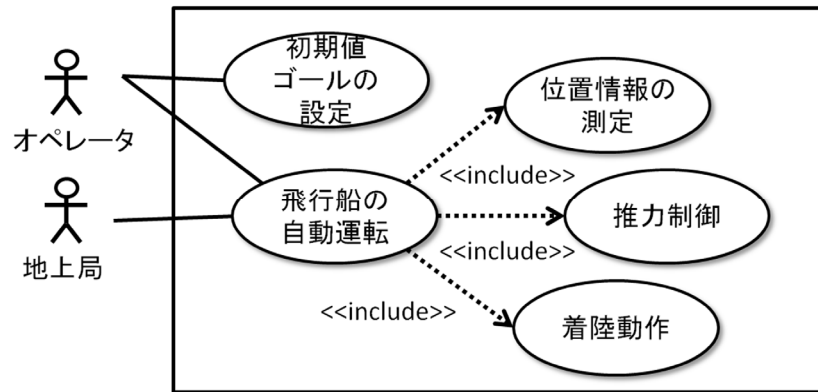 初期値
ゴールの
設定
オペレータ
位置情報の
測定
<<include>>
飛行船の
自動運転
推力制御
地上局
<<include>>
<<include>>
着陸動作